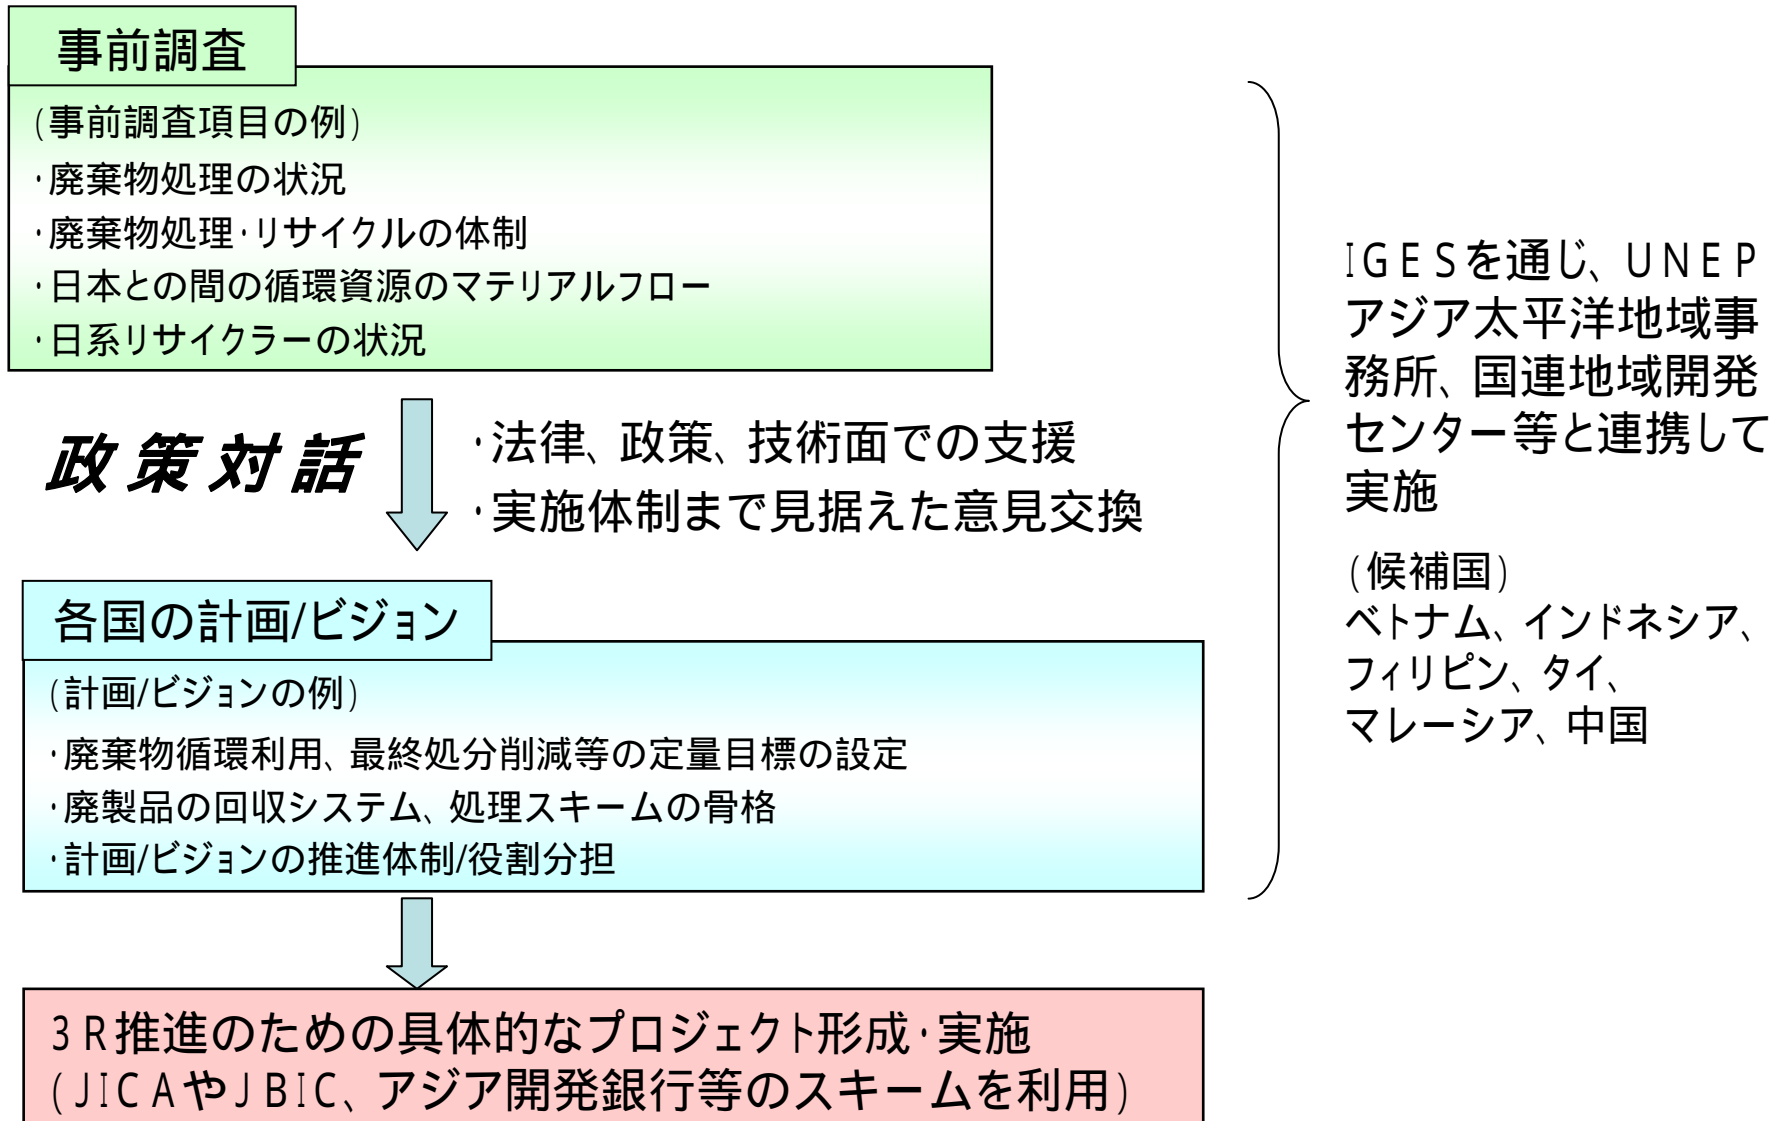 事前調査
(事前調査項目の例)
・廃棄物処理の状況
・廃棄物処理・リサイクルの体制
・日本との間の循環資源のマテリアルフロー
・日系リサイクラーの状況
政策対話
・法律、政策、技術面での支援
・実施体制まで見据えた意見交換
各国の計画/ビジョン
(計画/ビジョンの例)
・廃棄物循環利用、最終処分削減等の定量目標の設定
・廃製品の回収システム、処理スキームの骨格
・計画/ビジョンの推進体制/役割分担
3R推進のための具体的なプロジェクト形成・実施
(JICAやJBIC、アジア開発銀行等のスキームを利用)
IGESを通じ、UNEP
アジア太平洋地域事
務所、国連地域開発
センター等と連携して
実施
(候補国)
ベトナム、インドネシア、
フィリピン、タイ、
マレーシア、中国